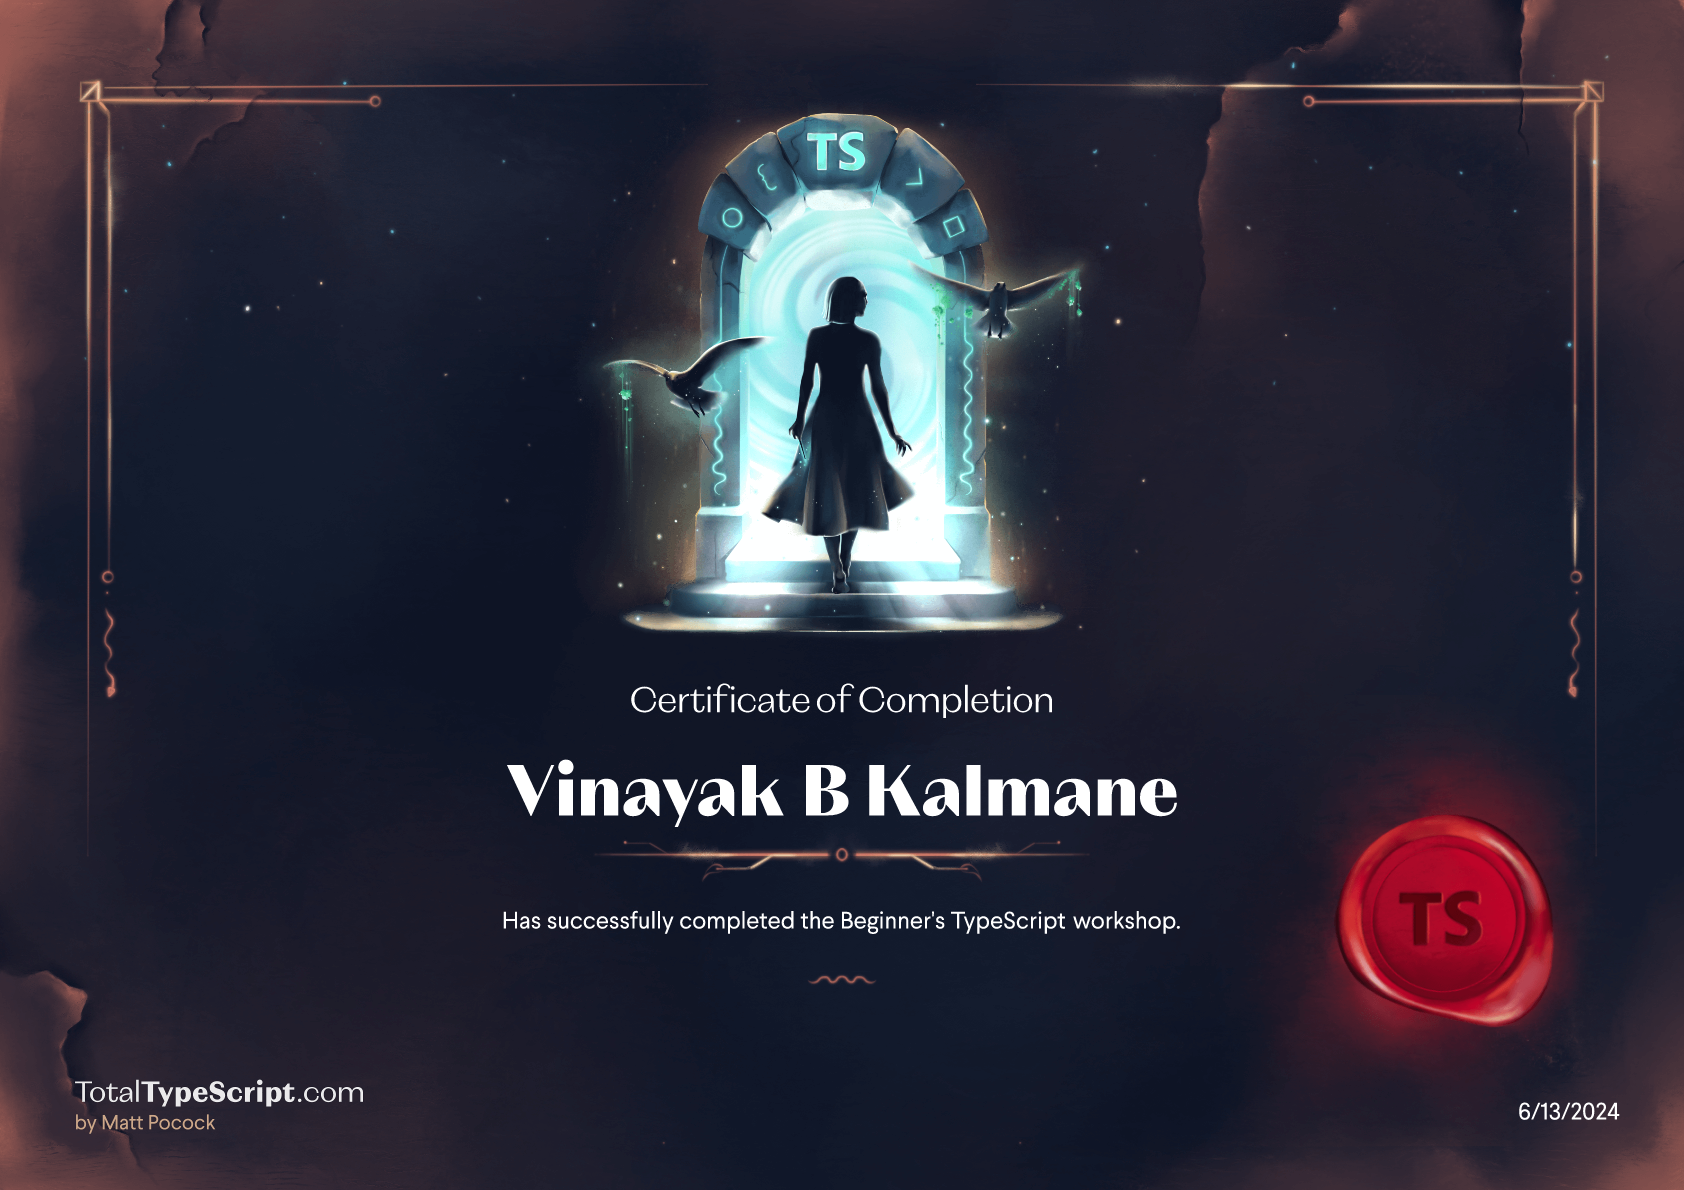 TS
Certificate of Completion
Vinayak B Kalmane
Has successfully completed the Beginner's TypeScript workshop.
TS
TotalTypeScript.com
by Matt Pocock
6/13/2024